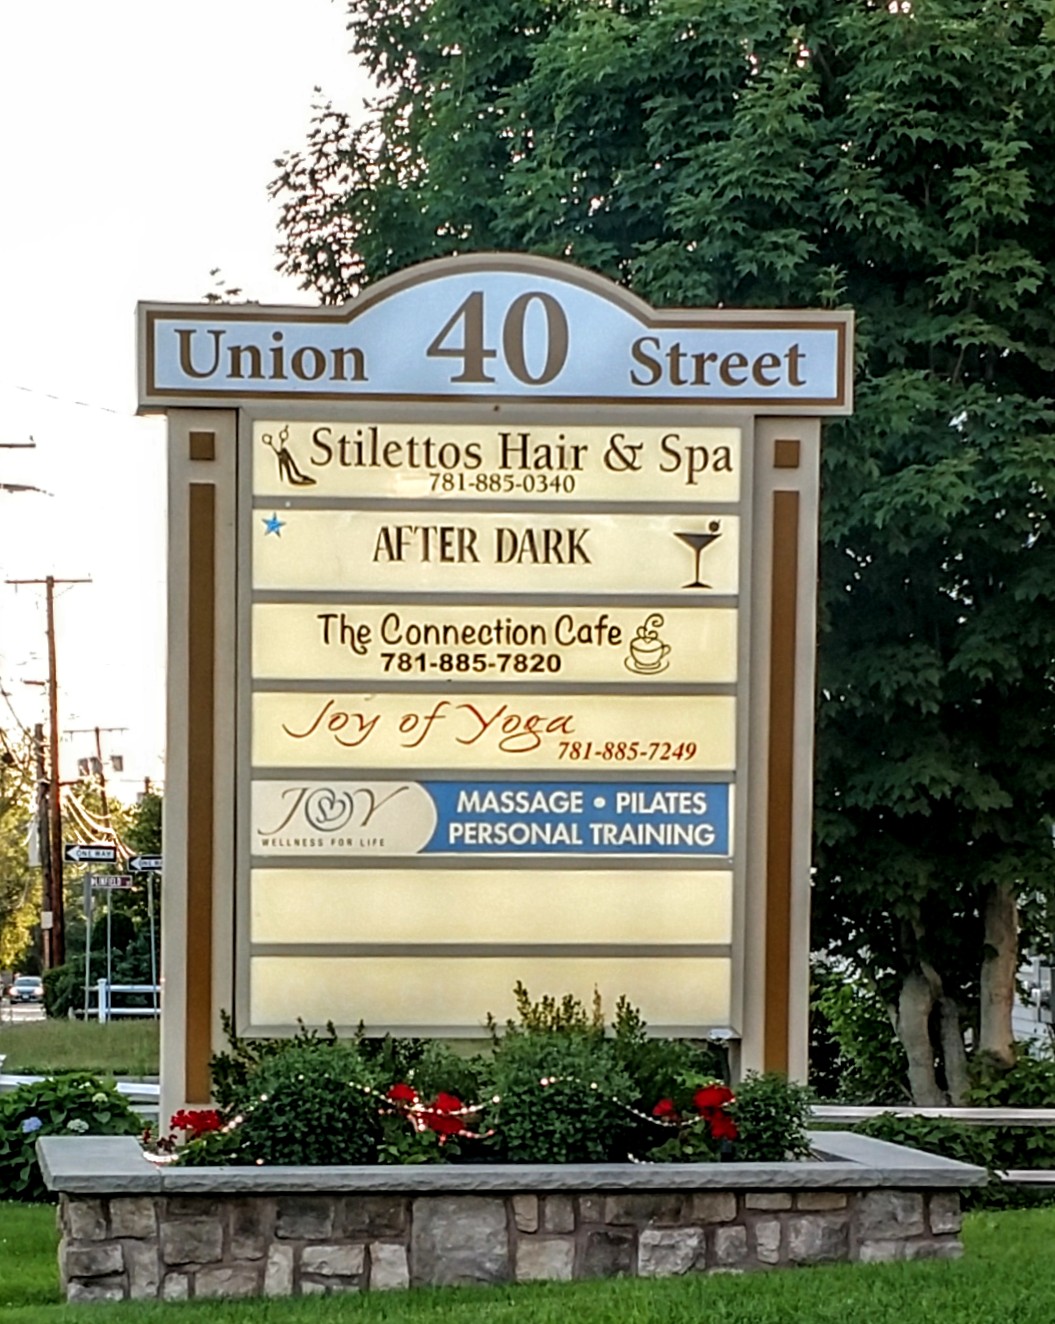 Union 40 Street
Stilettos Hair & Spa
781-885-0340
AFTER DARK
The Connection Cafe
781-885-7820
Joy of Yoga
781-885-7249
JOY
WELLNESS FOR LIFE
MASSAGE • PILATES
PERSONAL TRAINING
ONE WAY